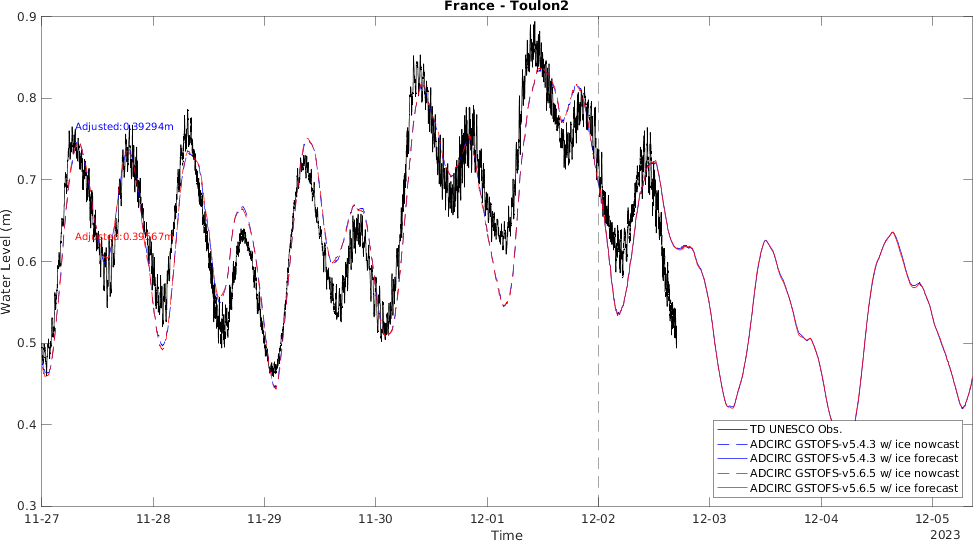 France - Toulon2
0.9
0.8
0.7
0.6
0.5
0.4
0.3
Water Level (m)
Adjusted:0.39294m
Adjusted:0.39567m
TD UNESCO Obs.
ADCIRC GSTOFS-v5.4.3 w/ ice nowcast
ADCIRC GSTOFS-v5.4.3 w/ ice forecast
ADCIRC GSTOFS-v5.6.5 w/ ice nowcast
ADCIRC GSTOFS-v5.6.5 w/ ice forecast
11-27 11-28 11-29 11-30 12-01 12-02 12-03 12-04 12-05
Time
2023